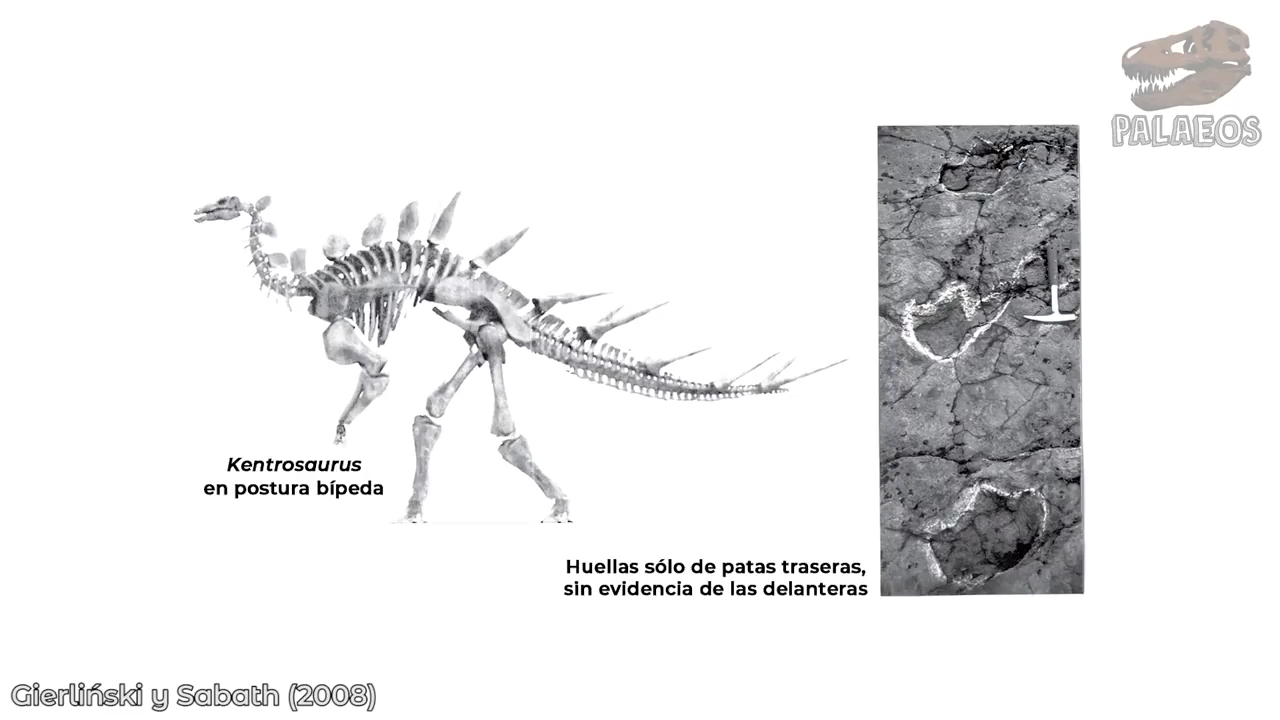 PALAEOS
Kentrosaurus
en postura bípeda
Huellas sólo de patas traseras,
sin evidencia de las delanteras
Gierliński y Sabath (2008)